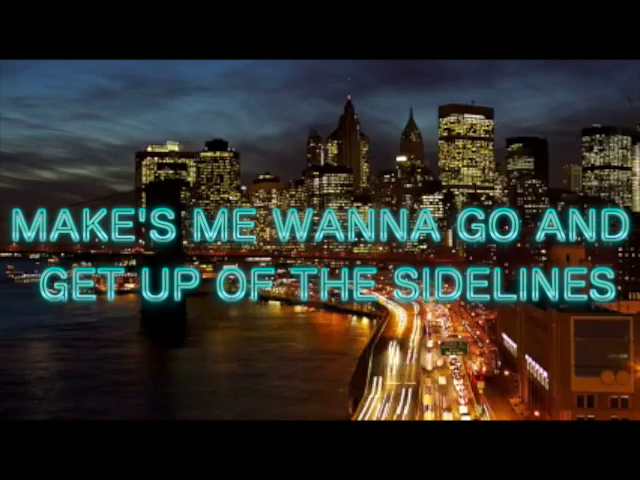 MAKE'S ME WANNA GO AND
GET UP OF THE SIDELINES